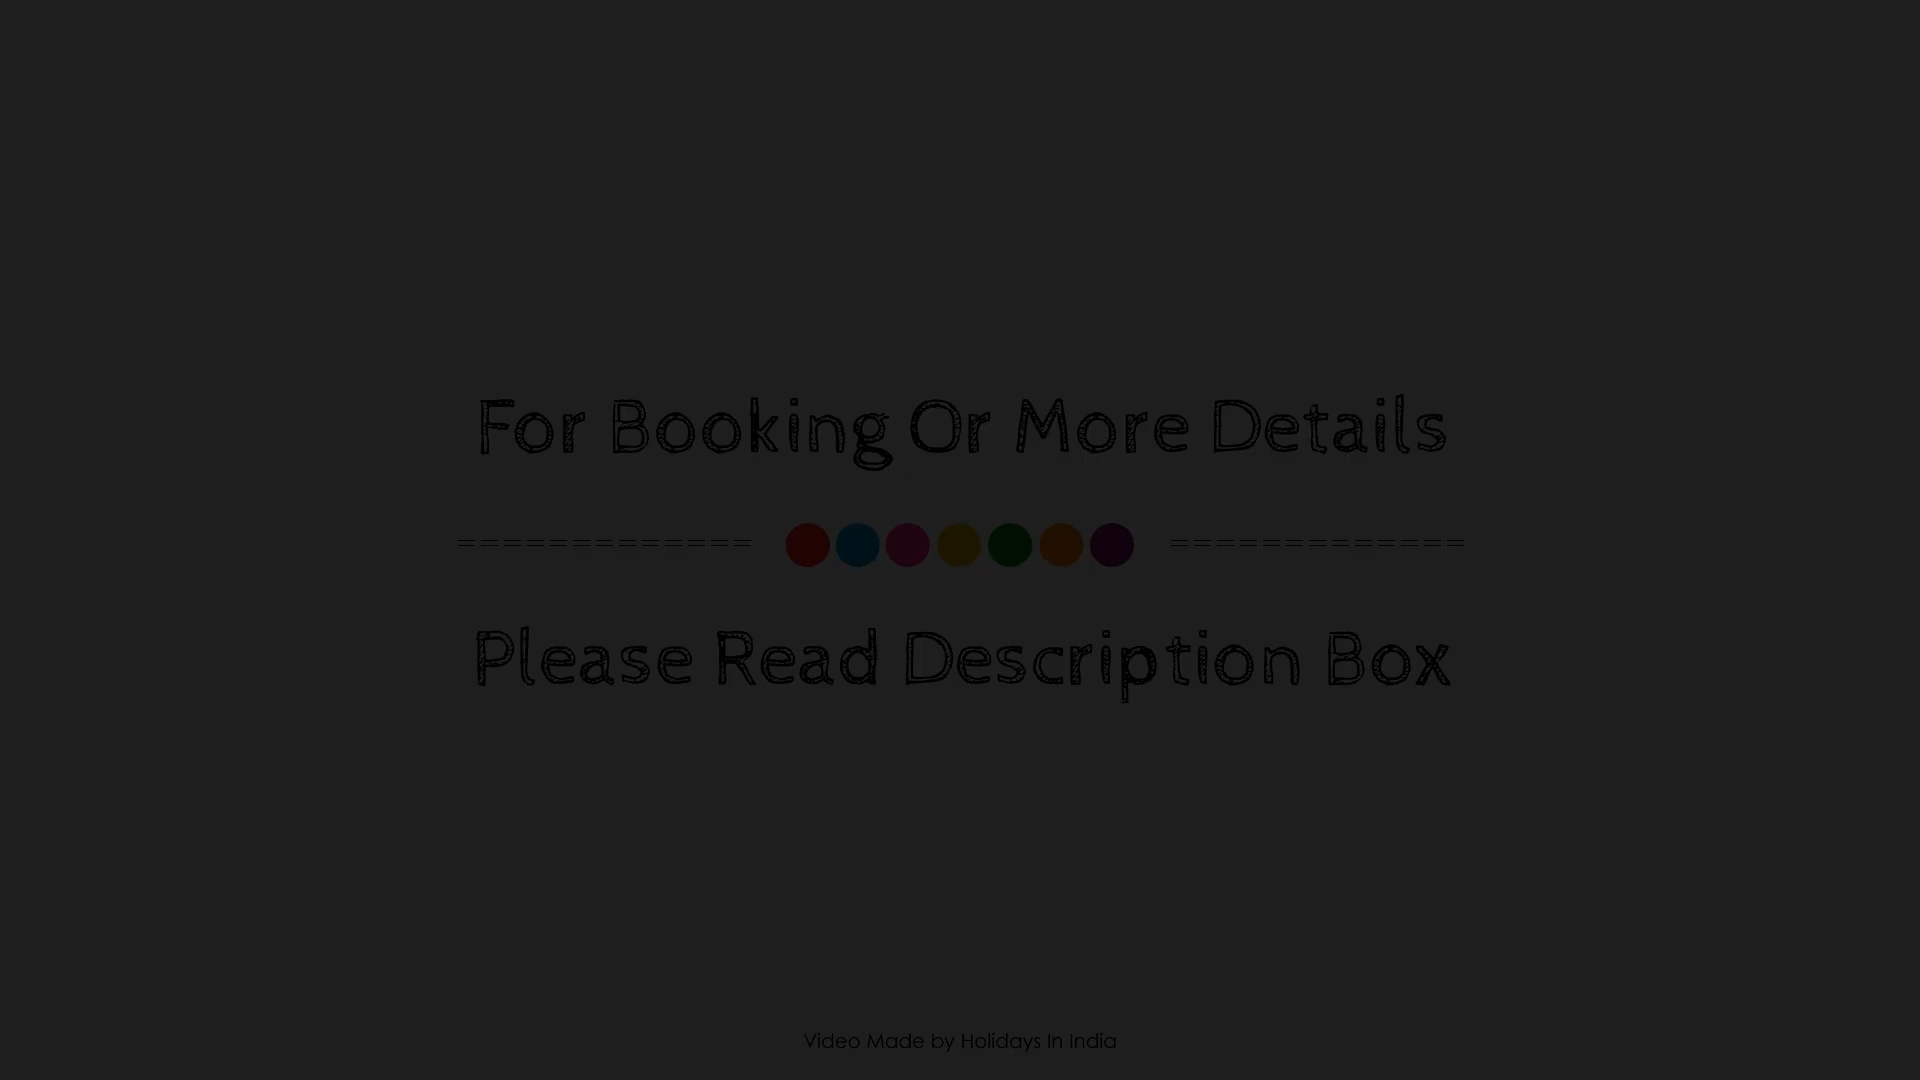 For Booking Or More Details
============= =============
Please Read Description Box
Video Made by Holidays In India